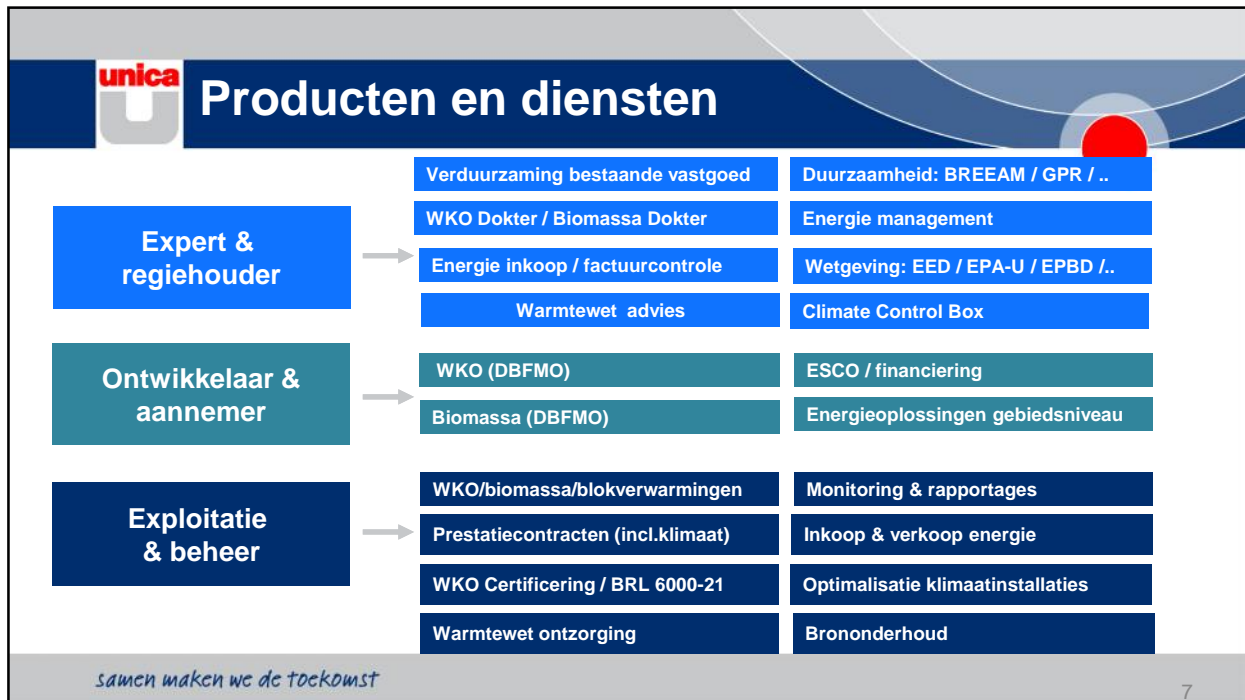 unica
Producten en diensten
Expert &
regiehouder
Verduurzaming bestaande vastgoed
Duurzaamheid: BREEAM / GPR / ..
WKO Dokter / Biomassa Dokter
Energie management
Energie inkoop / factuurcontrole
Wetgeving: EED / EPA-U / EPBD /..
Warmtewet advies
Climate Control Box
Ontwikkelaar &
aannemer
WKO (DBFMO)
ESCO / financiering
Biomassa (DBFMO)
Energieoplossingen gebiedsniveau
Exploitatie
& beheer
WKO/biomassa/blokverwarmingen
Monitoring & rapportages
Prestatiecontracten (incl.klimaat)
Inkoop & verkoop energie
WKO Certificering / BRL 6000-21
Optimalisatie klimaatinstallaties
Warmtewet ontzorging
Brononderhoud
samen maken we de toekomst
7